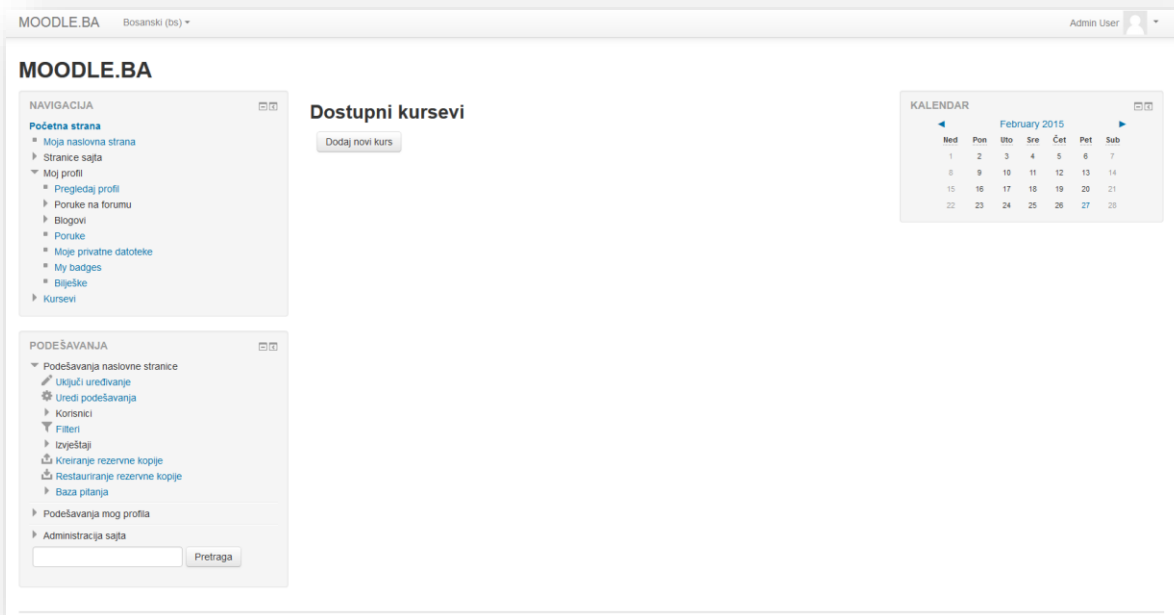 MOODLE.BA Bosanski (bs)
Admin User
MOODLE.BA
NAVIGACIJA
Početna strana
Moja naslovna strana
Stranice sajta
Moj profil
Pregledaj profil
Poruke na forumu
Blogovi
Poruke
Moje privatne datoteke
My badges
Bilješke
Kursevi
PODEŠAVANJA
Podešavanja naslovne stranice
Uključi uređivanje
Uredi podešavanja
Korisnici
Filteri
Izvještaji
Kreiranje rezervne kopije
Restauriranje rezervne kopije
Baza pitanja
Podešavanja mog profila
Administracija sajta
Pretraga
Dostupni kursevi
Dodaj novi kurs
KALENDAR
February 2015
Ned Pon Uto Sre Čet Pet Sub
1 2 3 4 5 6 7
8 9 10 11 12 13 14
15 16 17 18 19 20 21
22 23 24 25 26 27 28